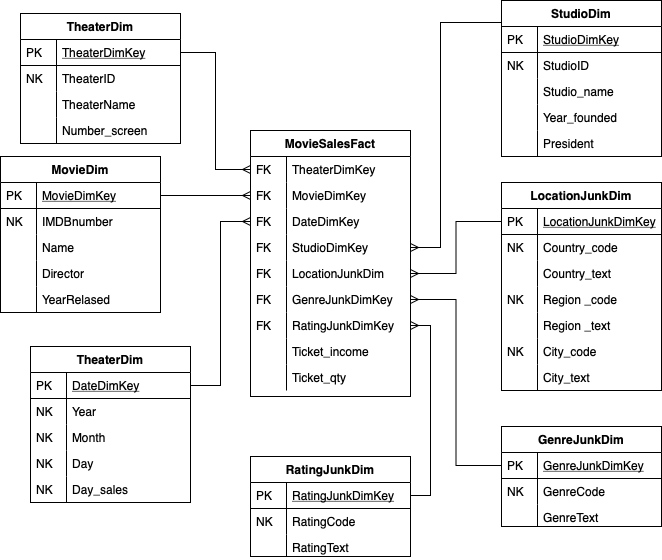 TheaterDim
PK TheaterDimKey
NK TheaterID
TheaterName
Number_screen
MovieDim
PK MovieDimKey
NK IMDBnumber
Name
Director
YearRelased
TheaterDim
PK DateDimKey
NK Year
NK Month
NK Day
NK Day_sales
MovieSalesFact
FK TheaterDimKey
FK MovieDimKey
FK DateDimKey
FK StudioDimKey
FK LocationJunkDim
FK GenreJunkDimKey
FK RatingJunkDimKey
Ticket_income
Ticket_qty
RatingJunkDim
PK RatingJunkDimKey
NK RatingCode
RatingText
StudioDim
PK StudioDimKey
NK StudioID
Studio_name
Year_founded
President
LocationJunkDim
PK LocationJunkDimKey
NK Country_code
Country_text
NK Region _code
Region _text
NK City_code
City_text
GenreJunkDim
PK GenreJunkDimKey
NK GenreCode
GenreText